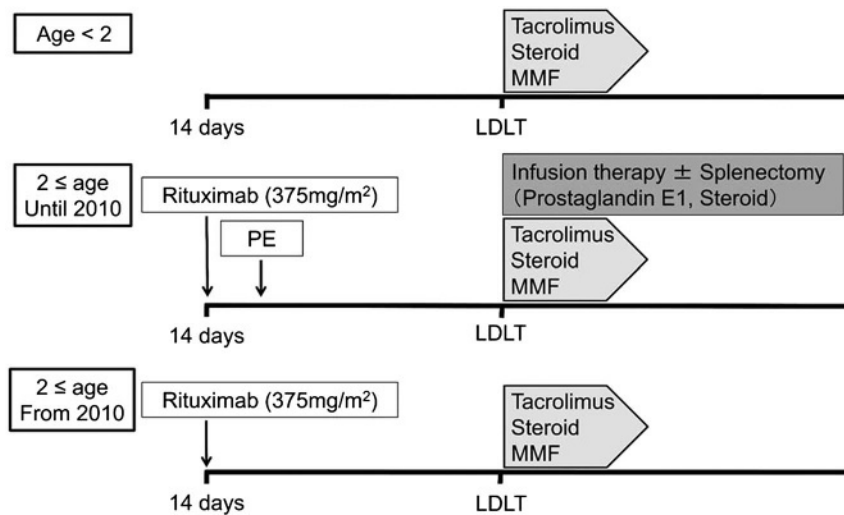 Age < 2
Tacrolimus
Steroid
MMF
14 days
LDLT
2 ≤ age
Until 2010
Rituximab (375mg/m²)
PE
Infusion therapy ± Splenectomy
(Prostaglandin E1, Steroid)
Tacrolimus
Steroid
MMF
14 days
LDLT
2 ≤ age
From 2010
Rituximab (375mg/m²)
Tacrolimus
Steroid
MMF
14 days
LDLT